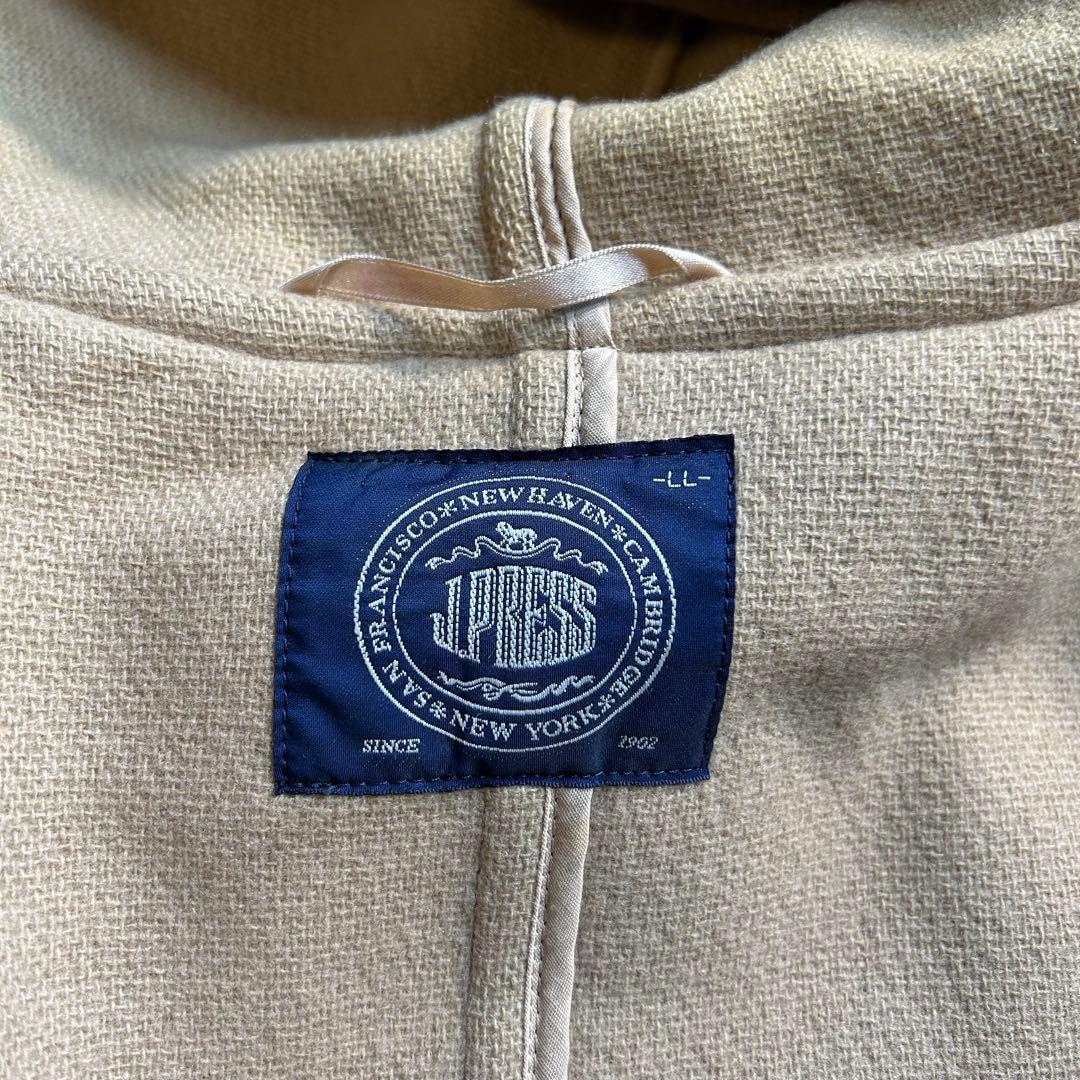 -LL-
SAN FRANCISCO*NEW HAVEN*CAMBRIDGE*
*NEW YORK*
J.PRESS
SINCE 1902